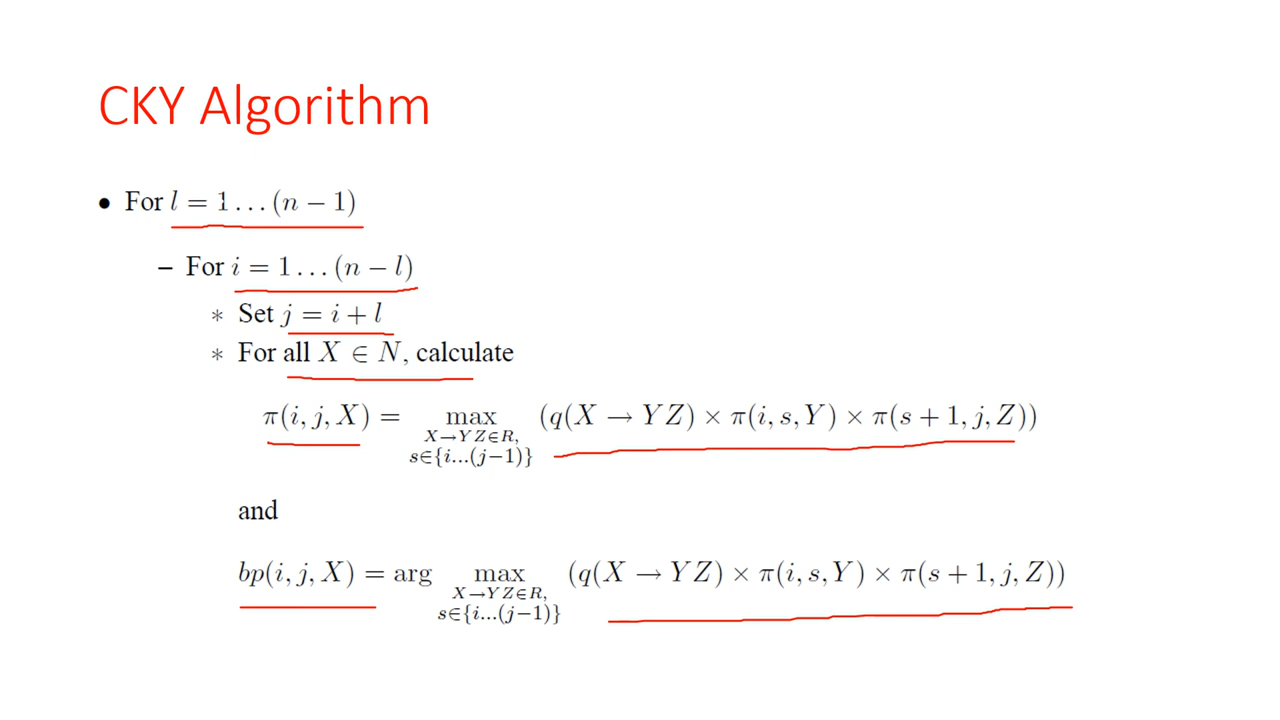 CKY Algorithm
• For l = 1 . . . (n − 1)
– For i = 1 . . . (n − l)
∗ Set j = i + l
∗ For all X ∈ N, calculate
π(i, j, X) = max (q(X → Y Z) × π(i, s, Y) × π(s + 1, j, Z))
X→Y Z∈R,
s∈{i...(j−1)}
and
bp(i, j, X) = arg max (q(X → Y Z) × π(i, s, Y) × π(s + 1, j, Z))
X→Y Z∈R,
s∈{i...(j−1)}